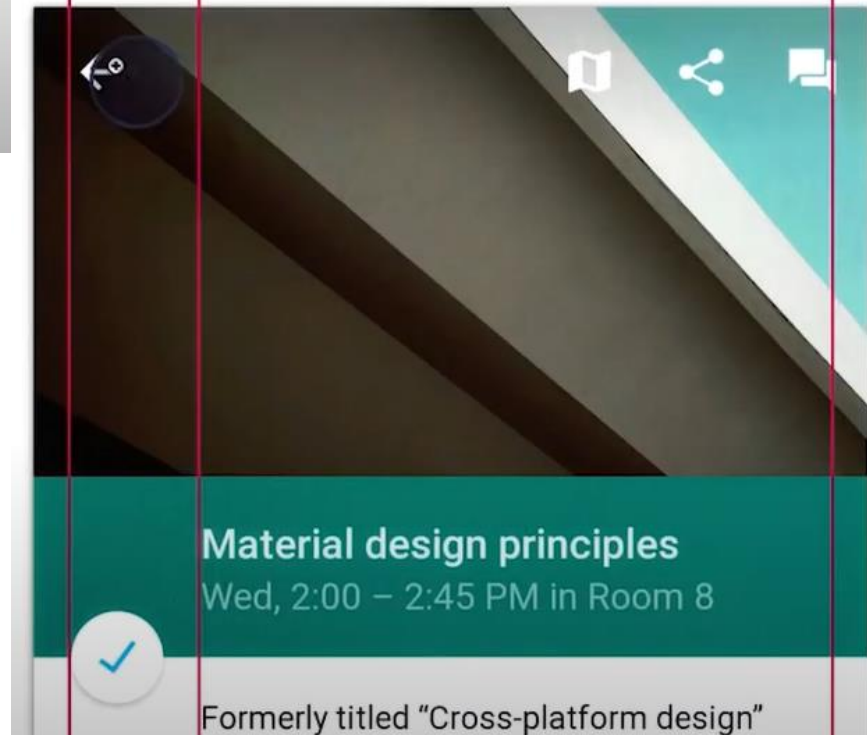 Material design principles
Wed, 2:00 – 2:45 PM in Room 8
Formerly titled “Cross-platform design”